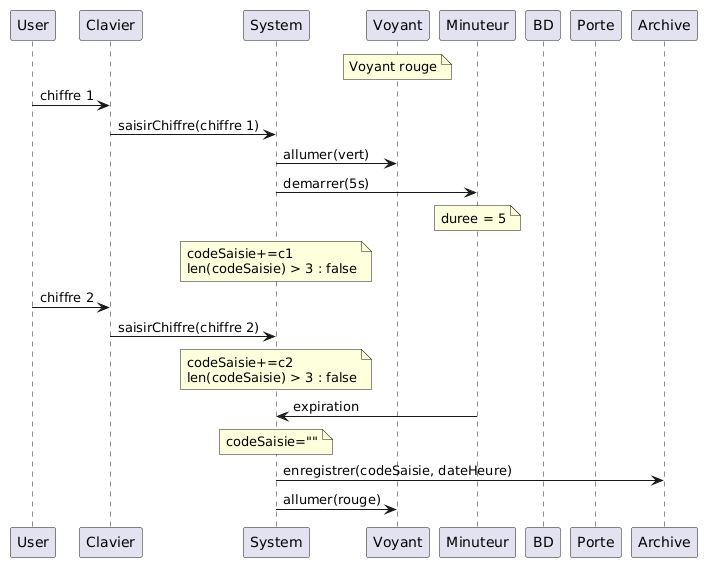 User Clavier System Voyant Minuteur BD Porte Archive
Voyant rouge
chiffre 1
saisirChiffre(chiffre 1)
allumer(vert)
demarrer(5s)
duree = 5
codeSaisie+=c1
len(codeSaisie) > 3 : false
chiffre 2
saisirChiffre(chiffre 2)
codeSaisie+=c2
len(codeSaisie) > 3 : false
expiration
codeSaisie=""
enregistrer(codeSaisie, dateHeure)
allumer(rouge)
User Clavier System Voyant Minuteur BD Porte Archive